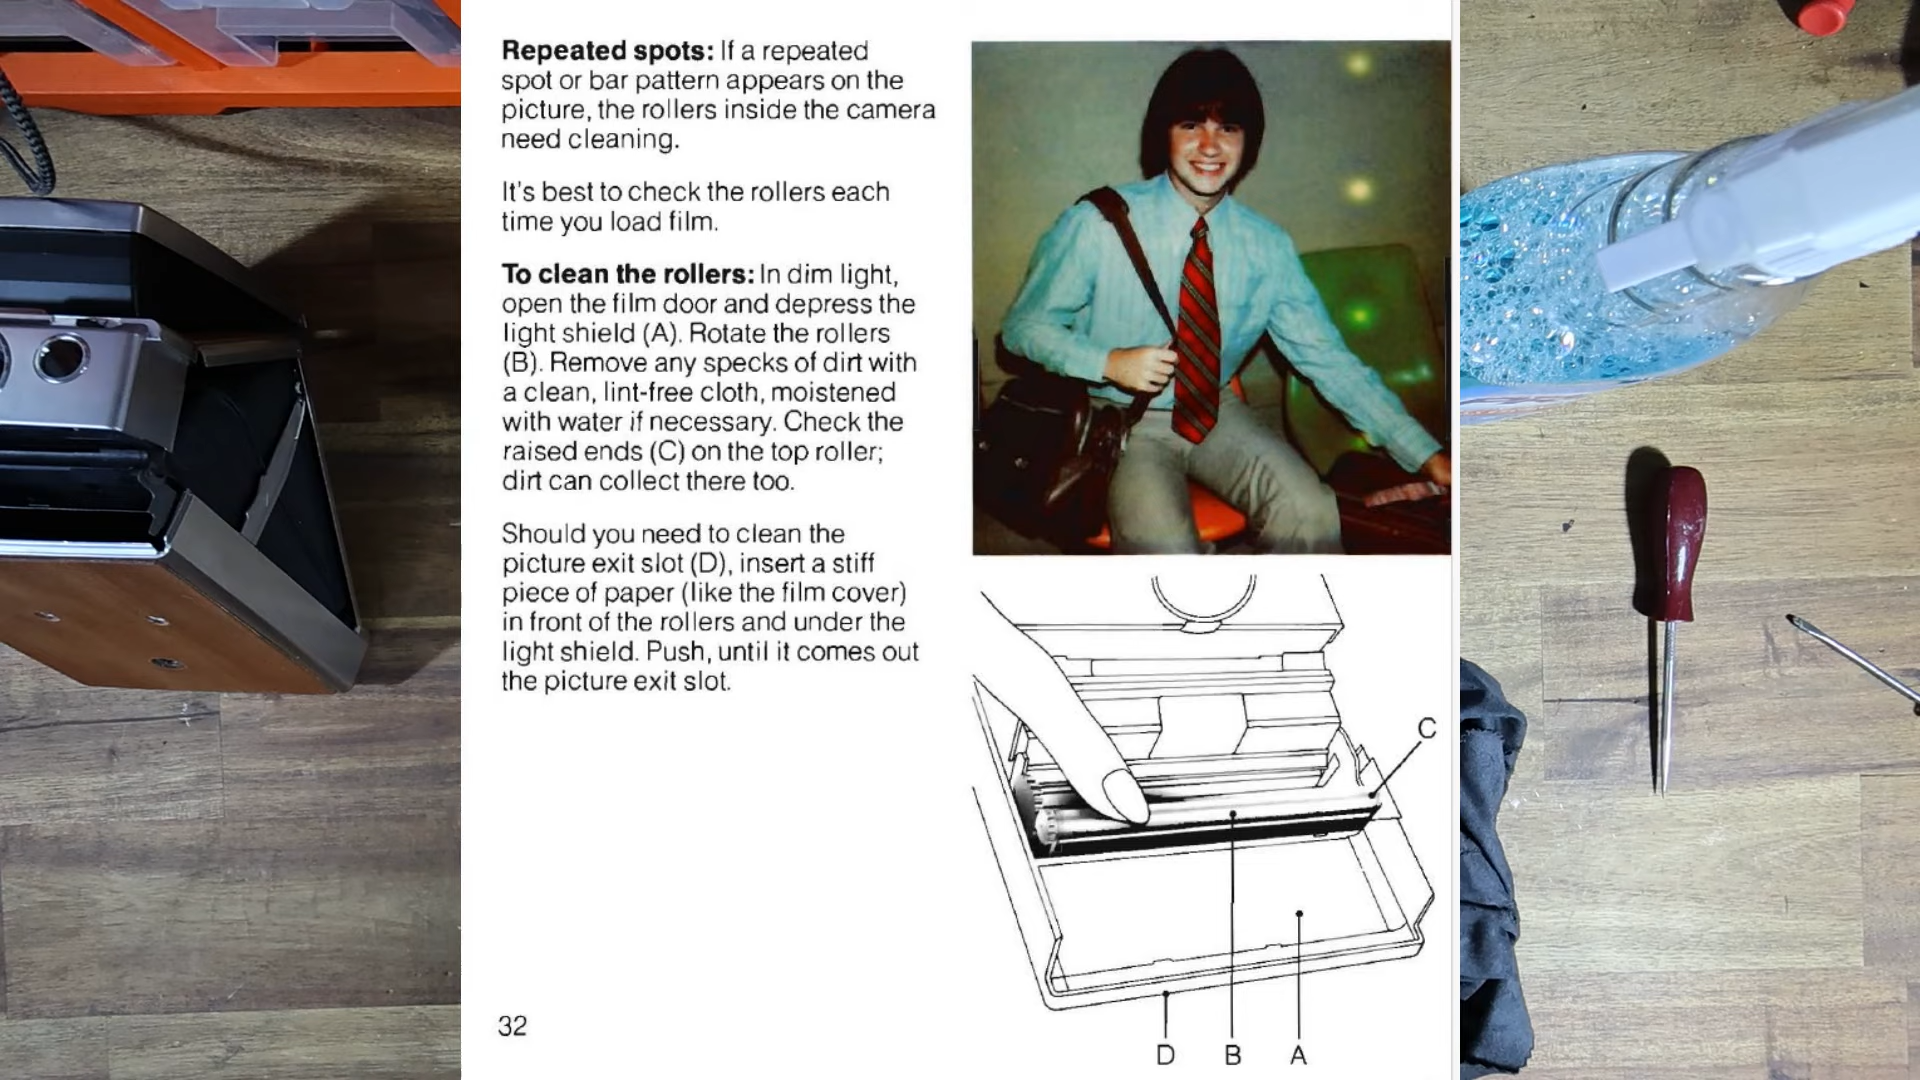 Repeated spots: If a repeated
spot or bar pattern appears on the
picture, the rollers inside the camera
need cleaning.
It's best to check the rollers each
time you load film.
To clean the rollers: In dim light,
open the film door and depress the
light shield (A). Rotate the rollers
(B). Remove any specks of dirt with
a clean, lint-free cloth, moistened
with water if necessary. Check the
raised ends (C) on the top roller;
dirt can collect there too.
Should you need to clean the
picture exit slot (D), insert a stiff
piece of paper (like the film cover)
in front of the rollers and under the
light shield. Push, until it comes out
the picture exit slot.
32
C
D B A